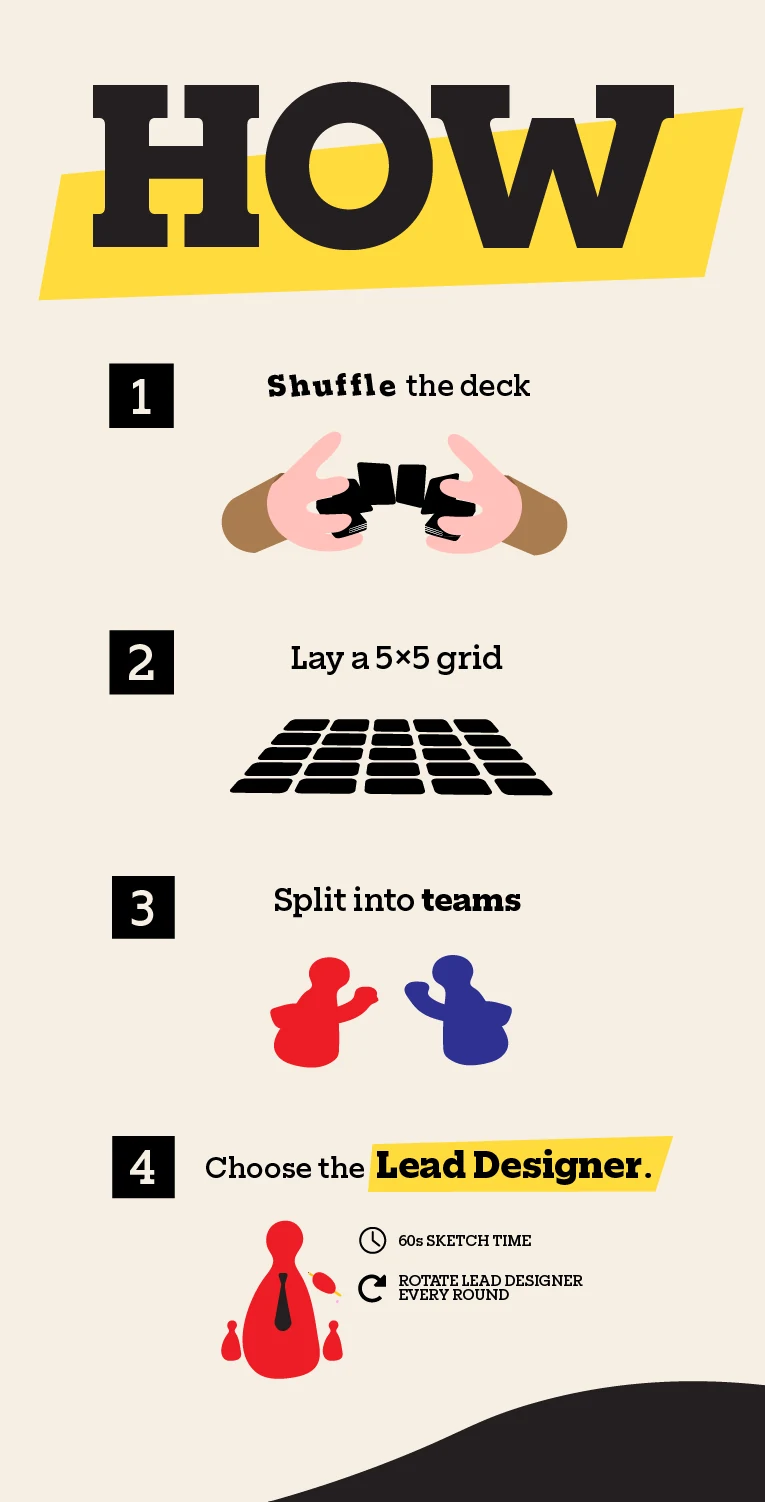 HOW
1
Shuffle the deck
2
Lay a 5×5 grid
3
Split into teams
4
Choose the Lead Designer.
60s SKETCH TIME
ROTATE LEAD DESIGNER
EVERY ROUND